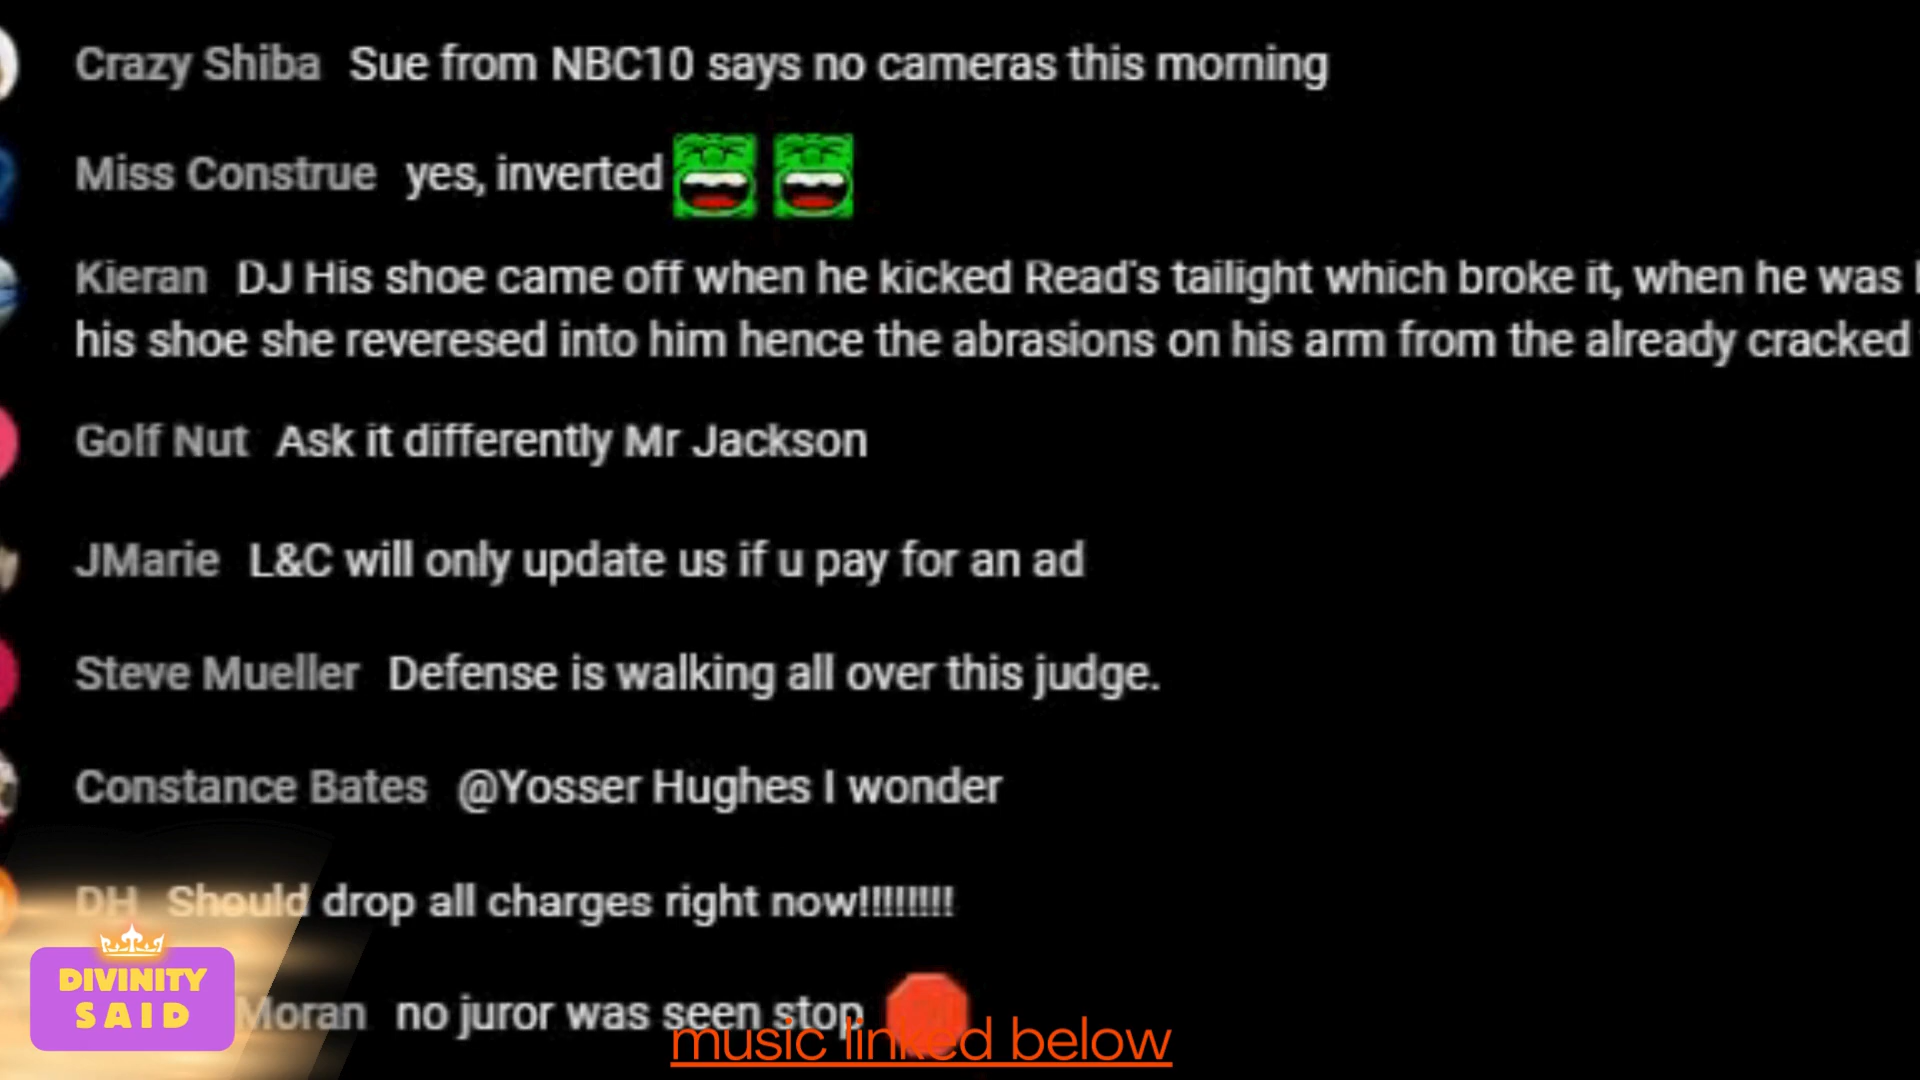 Crazy Shiba Sue from NBC10 says no cameras this morning
Miss Construe yes, inverted
Kieran DJ His shoe came off when he kicked Read's tailight which broke it, when he was
his shoe she reveresed into him hence the abrasions on his arm from the already cracked
Golf Nut Ask it differently Mr Jackson
JMarie L&C will only update us if u pay for an ad
Steve Mueller Defense is walking all over this judge.
Constance Bates @Yosser Hughes I wonder
DH Should drop all charges right now!!!!!!!!!
Moran no juror was seen stop
DIVINITY
SAID
music linked below